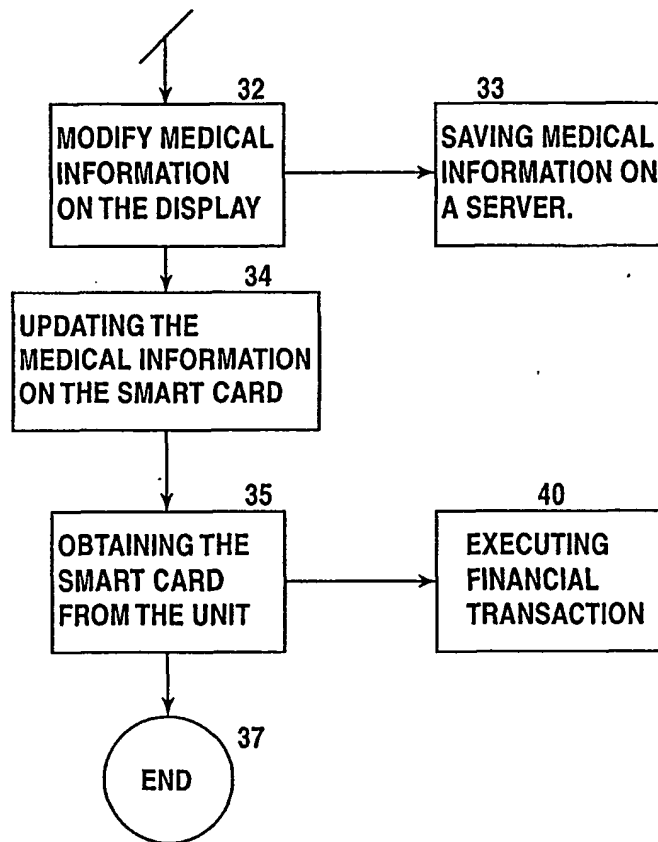 32
MODIFY MEDICAL
INFORMATION
ON THE DISPLAY
33
SAVING MEDICAL
INFORMATION ON
A SERVER.
34
UPDATING THE
MEDICAL INFORMATION
ON THE SMART CARD
35
OBTAINING THE
SMART CARD
FROM THE UNIT
40
EXECUTING
FINANCIAL
TRANSACTION
37
END